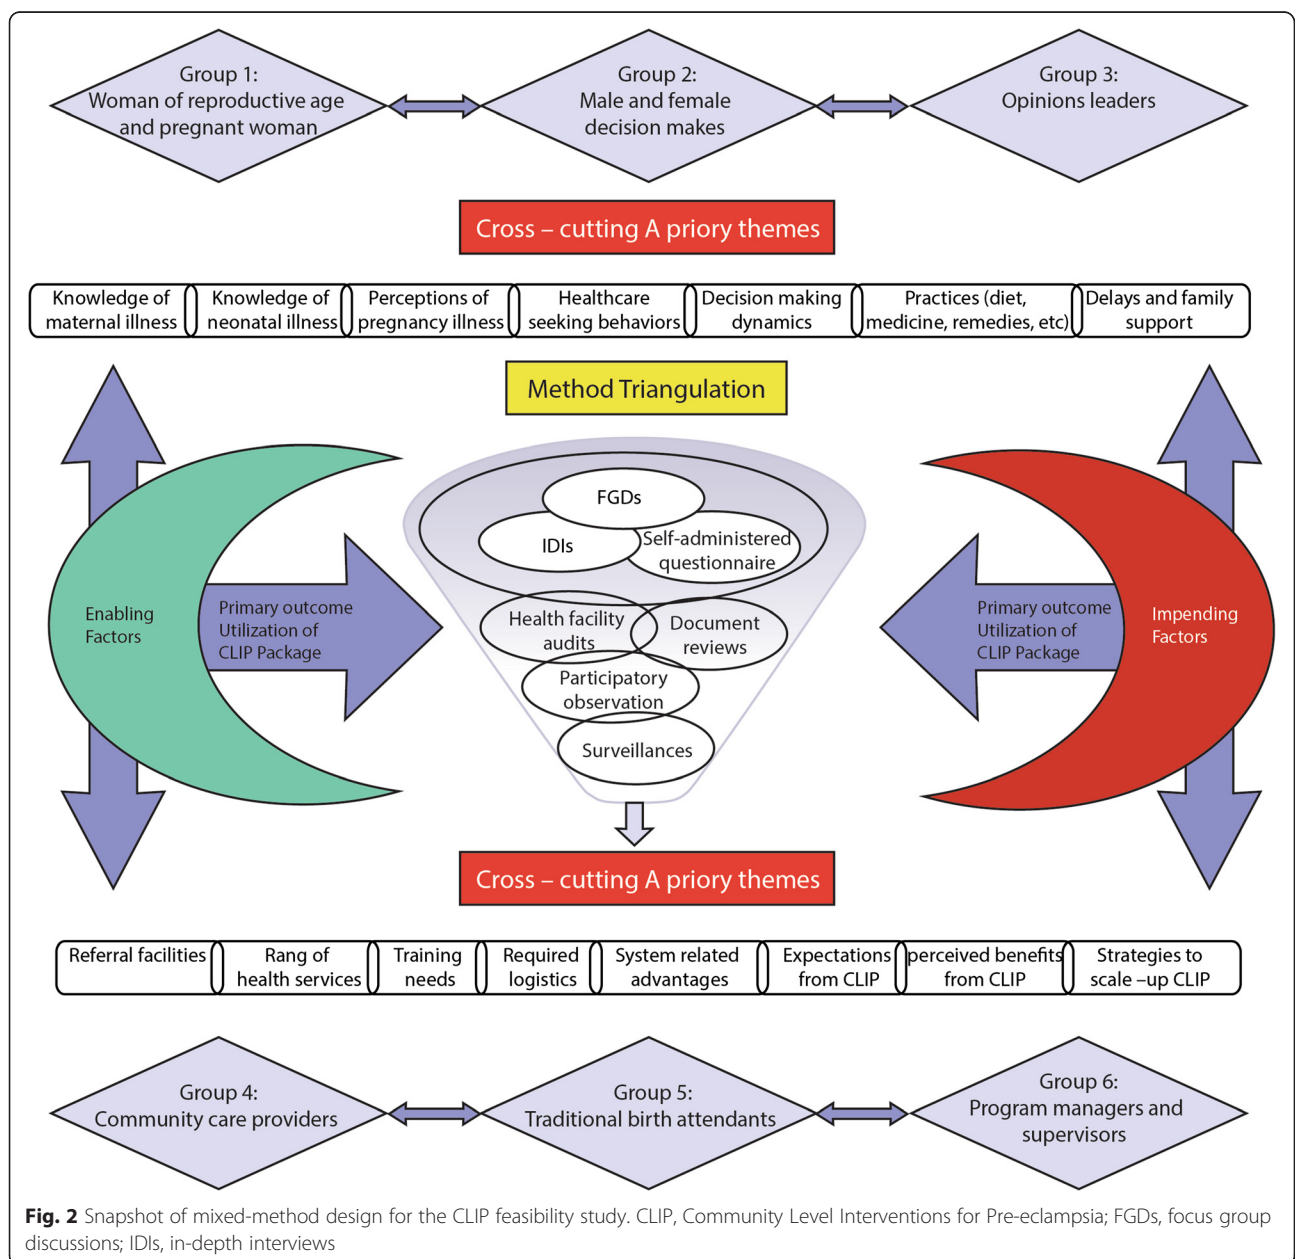 Group 1:
Woman of reproductive age
and pregnant woman
Group 2:
Male and female
decision makes
Group 3:
Opinions leaders
Cross – cutting A priory themes
Knowledge of
maternal illness
Knowledge of
neonatal illness
Perceptions of
pregnancy illness
Healthcare
seeking behaviors
Decision making
dynamics
Practices (diet,
medicine, remedies, etc)
Delays and family
support
Method Triangulation
FGDs
IDIs
Self-administered
questionnaire
Health facility
audits
Document
reviews
Participatory
observation
Surveillances
Enabling
Factors
Primary outcome
Utilization of
CLIP Package
Primary outcome
Utilization of
CLIP Package
Impending
Factors
Cross – cutting A priory themes
Referral facilities
Rang of
health services
Training
needs
Required
logistics
System related
advantages
Expectations
from CLIP
perceived benefits
from CLIP
Strategies to
scale –up CLIP
Group 4:
Community care providers
Group 5:
Traditional birth attendants
Group 6:
Program managers and
supervisors
Fig. 2 Snapshot of mixed-method design for the CLIP feasibility study. CLIP, Community Level Interventions for Pre-eclampsia; FGDs, focus group
discussions; IDIs, in-depth interviews